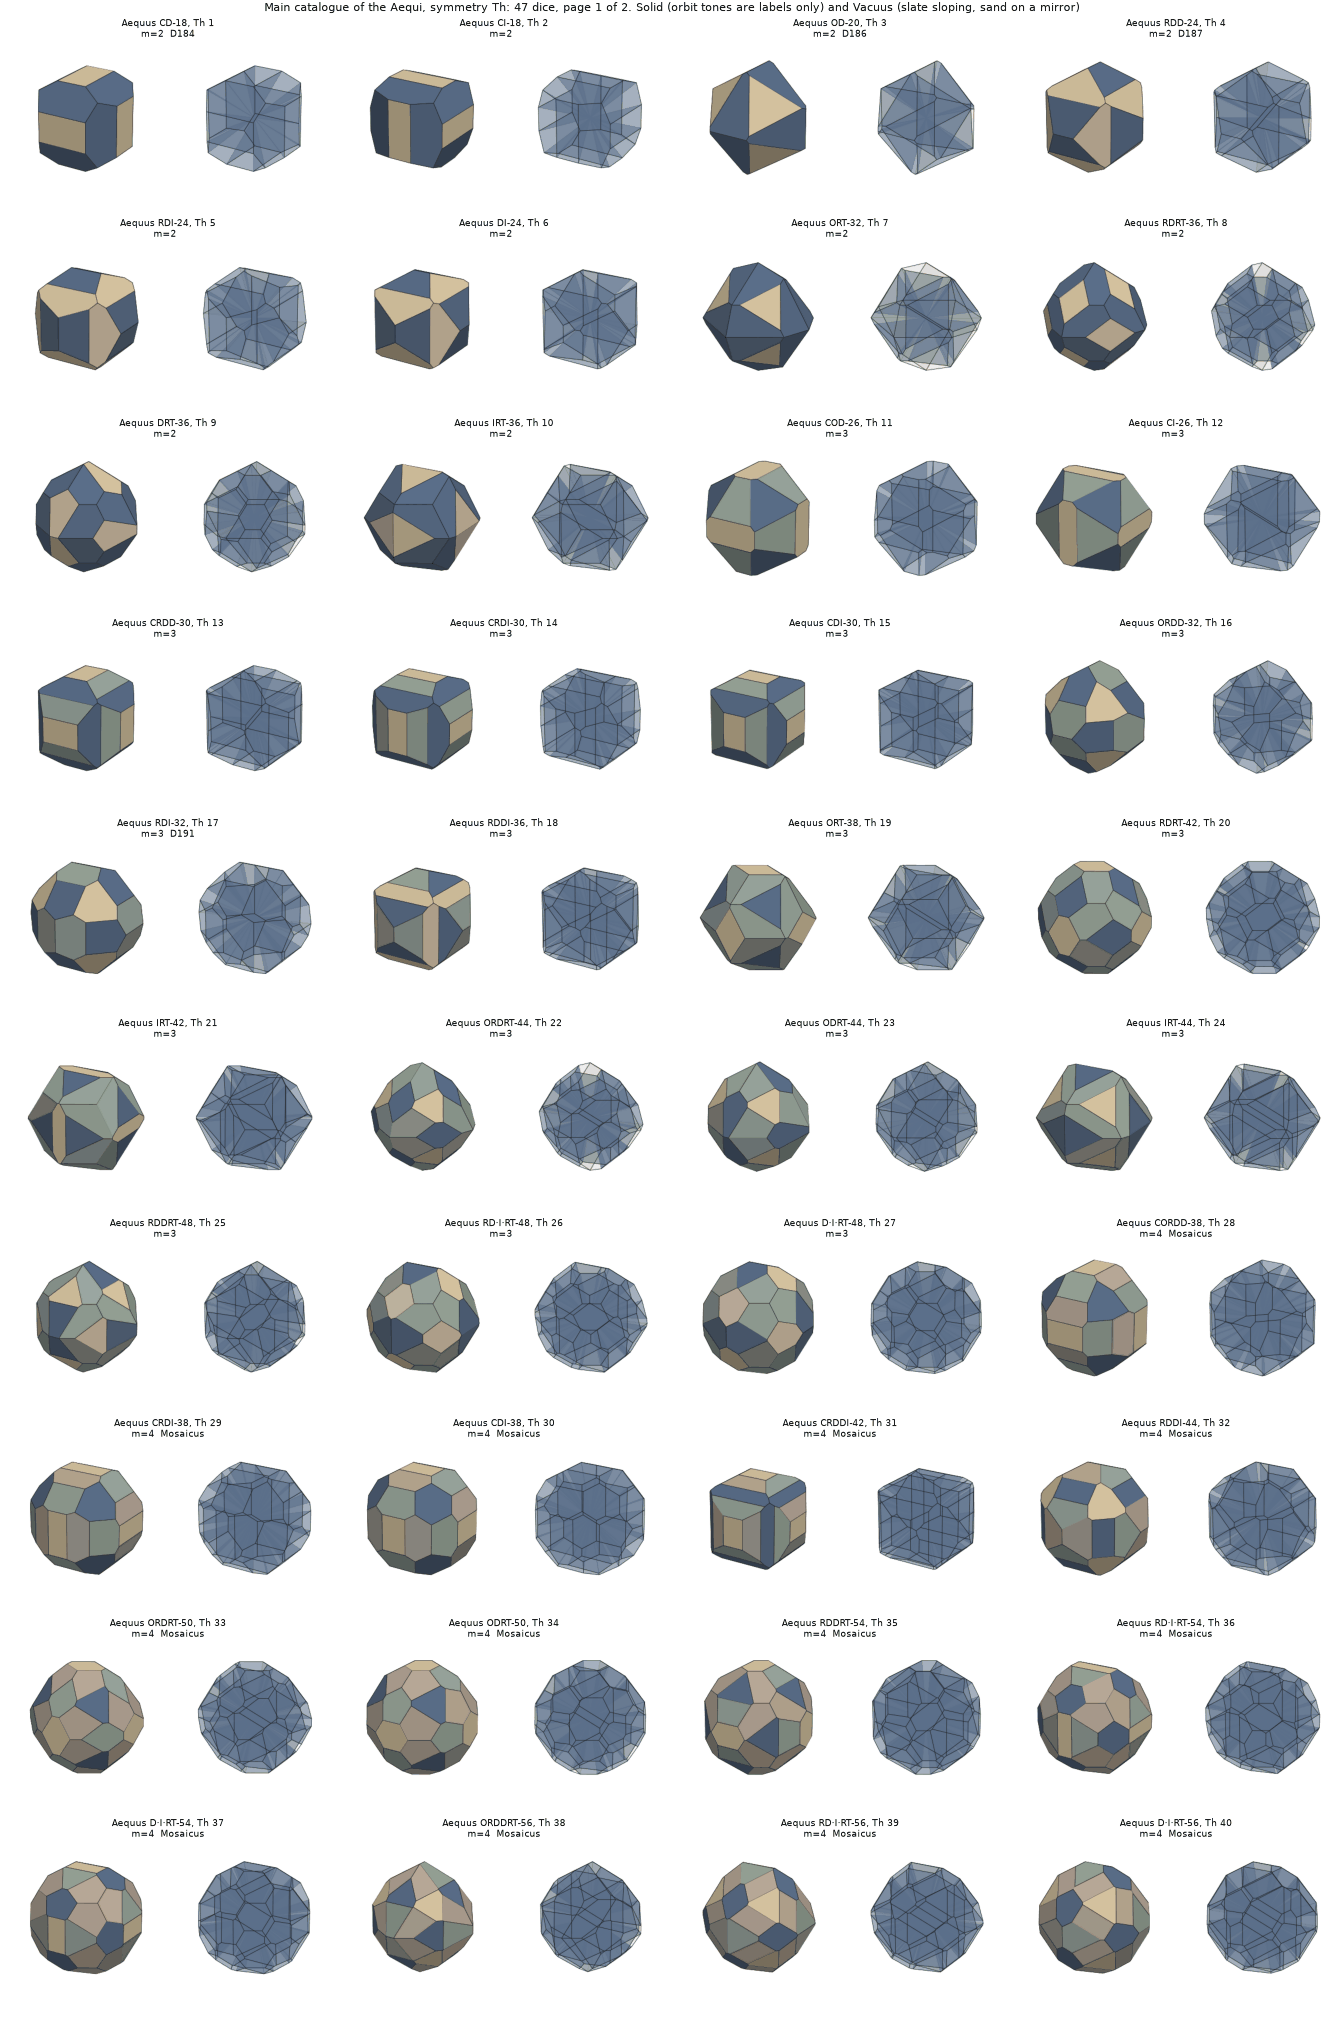 Main catalogue of the Aequi, symmetry Th: 47 dice, page 1 of 2. Solid (orbit tones are labels only) and Vacuus (slate sloping, sand on a mirror)
Aequus CD-18, Th 1
m=2 D184
Aequus CI-18, Th 2
m=2
Aequus OD-20, Th 3
m=2 D186
Aequus RDD-24, Th 4
m=2 D187
Aequus RDI-24, Th 5
m=2
Aequus DI-24, Th 6
m=2
Aequus ORT-32, Th 7
m=2
Aequus RDRT-36, Th 8
m=2
Aequus DRT-36, Th 9
m=2
Aequus IRT-36, Th 10
m=2
Aequus COD-26, Th 11
m=3
Aequus CI-26, Th 12
m=3
Aequus CRDD-30, Th 13
m=3
Aequus CRDI-30, Th 14
m=3
Aequus CDI-30, Th 15
m=3
Aequus ORDD-32, Th 16
m=3
Aequus RDI-32, Th 17
m=3 D191
Aequus RDDI-36, Th 18
m=3
Aequus ORT-38, Th 19
m=3
Aequus RDRT-42, Th 20
m=3
Aequus IRT-42, Th 21
m=3
Aequus ORDRT-44, Th 22
m=3
Aequus ODRT-44, Th 23
m=3
Aequus IRT-44, Th 24
m=3
Aequus RDDRT-48, Th 25
m=3
Aequus RD·I·RT-48, Th 26
m=3
Aequus D·I·RT-48, Th 27
m=3
Aequus CORDD-38, Th 28
m=4 Mosaicus
Aequus CRDI-38, Th 29
m=4 Mosaicus
Aequus CDI-38, Th 30
m=4 Mosaicus
Aequus CRDDI-42, Th 31
m=4 Mosaicus
Aequus RDDI-44, Th 32
m=4 Mosaicus
Aequus ORDRT-50, Th 33
m=4 Mosaicus
Aequus ODRT-50, Th 34
m=4 Mosaicus
Aequus RDDRT-54, Th 35
m=4 Mosaicus
Aequus RD·I·RT-54, Th 36
m=4 Mosaicus
Aequus D·I·RT-54, Th 37
m=4 Mosaicus
Aequus ORDDRT-56, Th 38
m=4 Mosaicus
Aequus RD·I·RT-56, Th 39
m=4 Mosaicus
Aequus D·I·RT-56, Th 40
m=4 Mosaicus